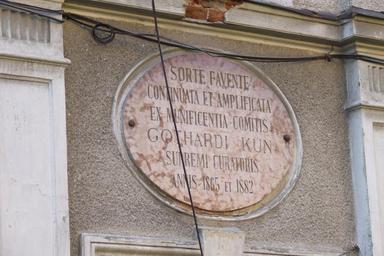 SORTE FAVENTE
CONTINUATA ET AMPLIFICATA
EX MUNIFICENTIA COMITIS
GOTHARDI KUN
SUPREMI CURATORIS
ANNIS 1865 ET 1882